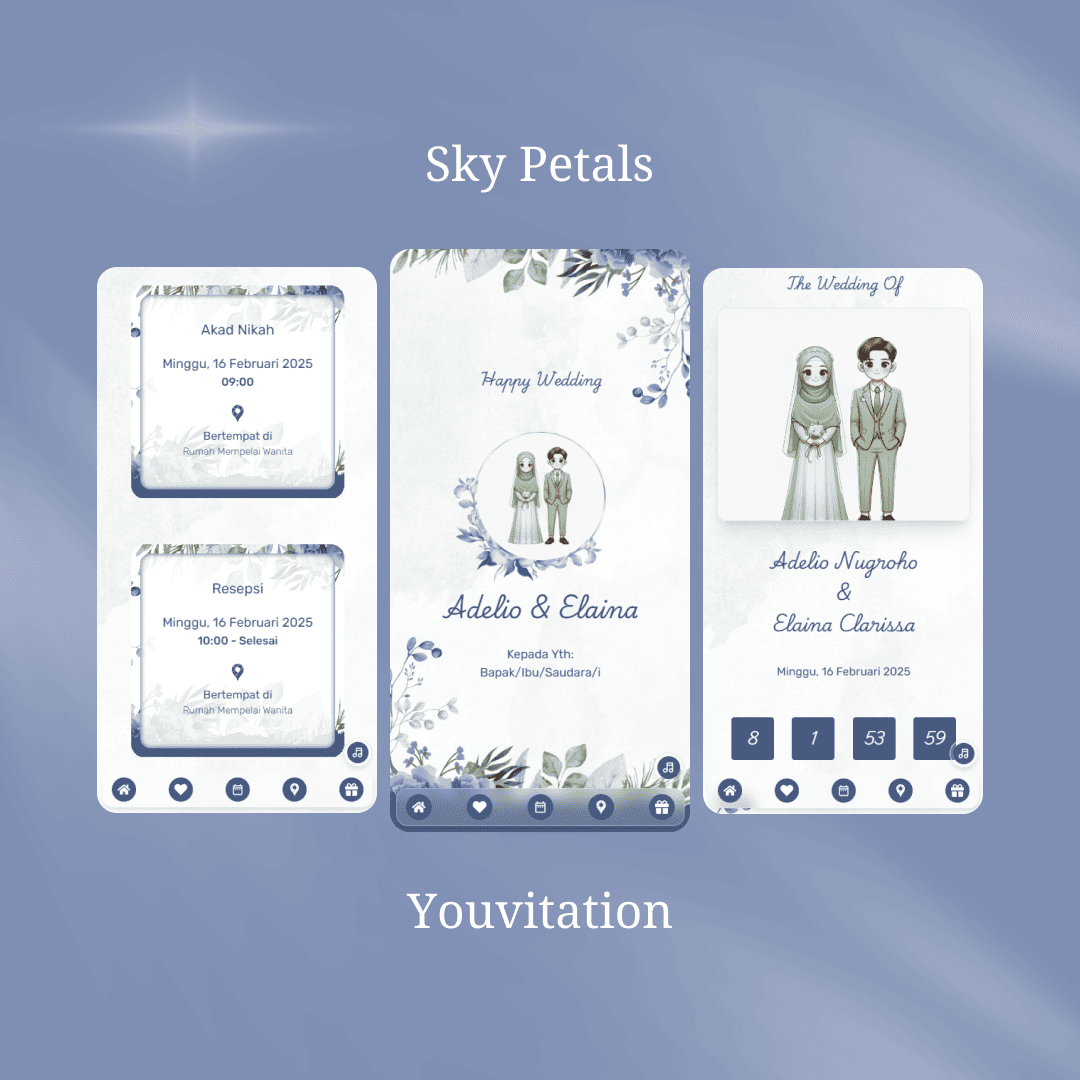 Sky Petals
Akad Nikah
Minggu, 16 Februari 2025
09:00
Bertempat di
Rumah Mempelai Wanita
Resepsi
Minggu, 16 Februari 2025
10:00 - Selesai
Bertempat di
Rumah Mempelai Wanita
Happy Wedding
Adelio & Elaina
Kepada Yth:
Bapak/Ibu/Saudara/i
The Wedding Of
Adelio Nugroho
&
Elaina Clarissa
Minggu, 16 Februari 2025
8 1 53 59
Youvitation